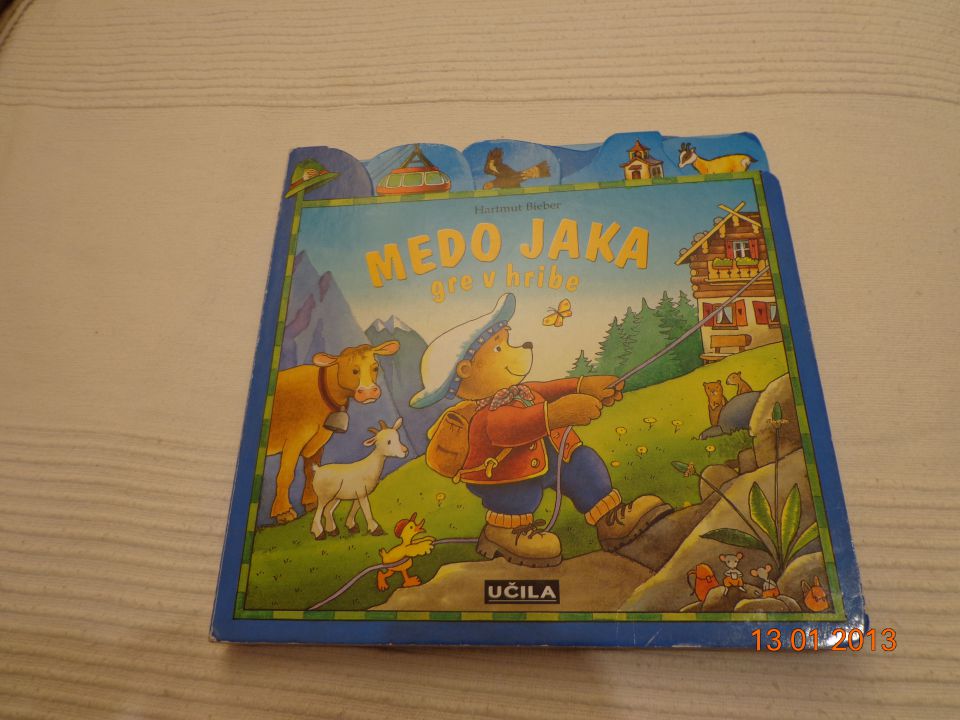 Hartmut Bieber
MEDO JAKA
gre v hribe
UČILA
13 01 2013